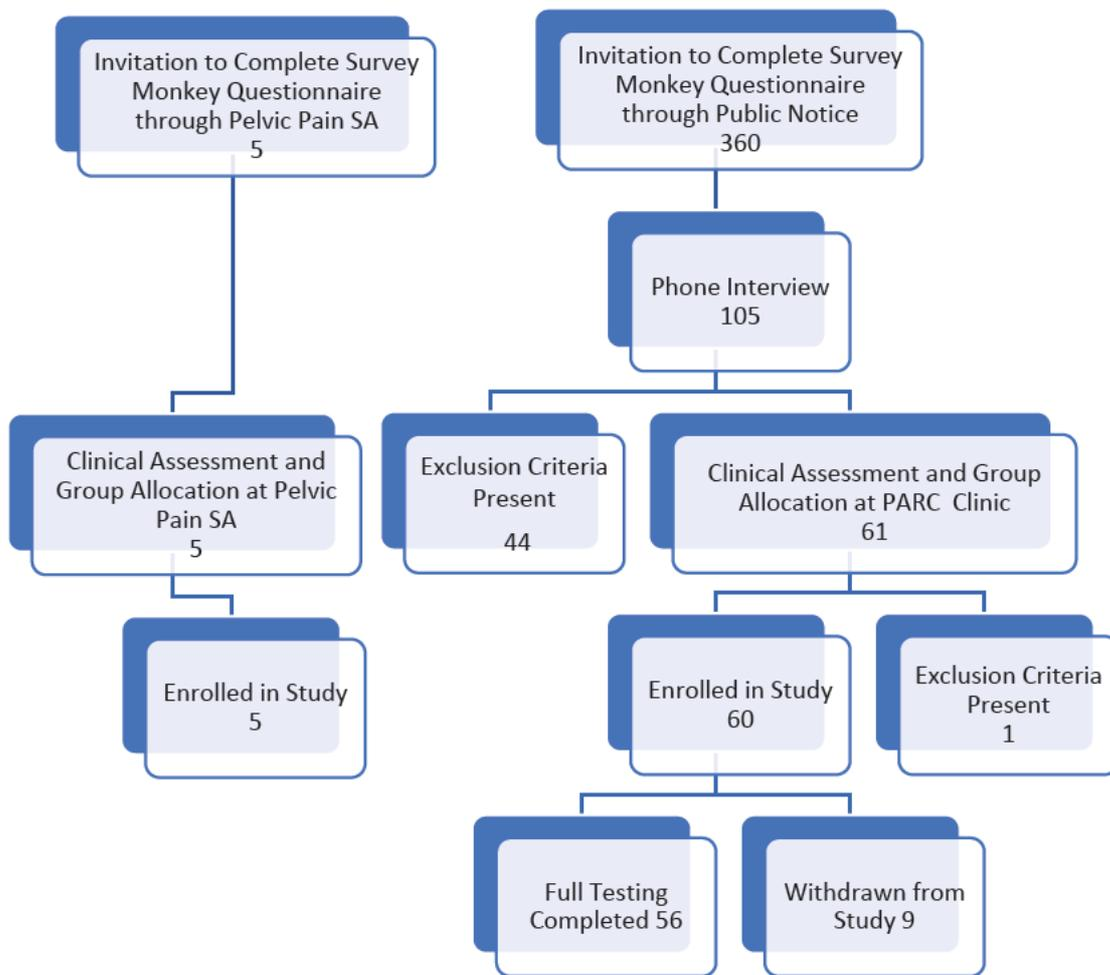 Invitation to Complete Survey
Monkey Questionnaire
through Pelvic Pain SA
5
Invitation to Complete Survey
Monkey Questionnaire
through Public Notice
360
Phone Interview
105
Clinical Assessment and
Group Allocation at Pelvic
Pain SA
5
Exclusion Criteria
Present
44
Clinical Assessment and Group
Allocation at PARC Clinic
61
Enrolled in Study
5
Enrolled in Study
60
Exclusion Criteria
Present
1
Full Testing
Completed 56
Withdrawn from
Study 9